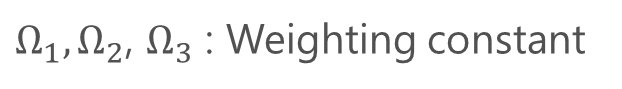 Ω₁, Ω₂, Ω₃ : Weighting constant